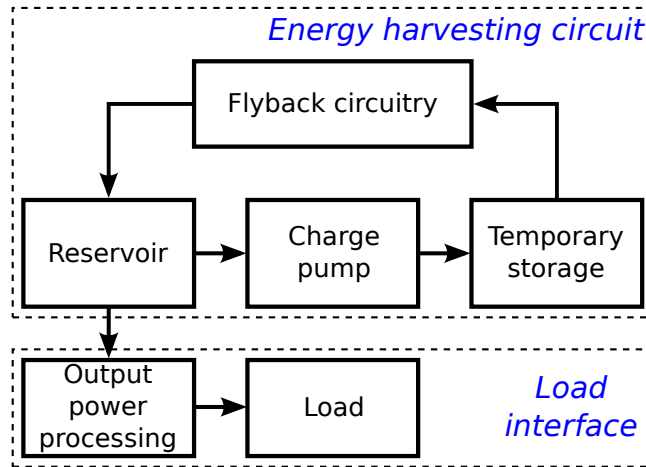 Energy harvesting circuit
Flyback circuitry
Reservoir
Charge
pump
Temporary
storage
Output
power
processing
Load
Load
interface